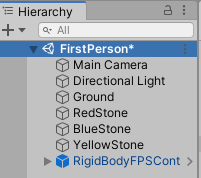 Hierarchy
All
FirstPerson*
Main Camera
Directional Light
Ground
RedStone
BlueStone
YellowStone
RigidBodyFPSCont